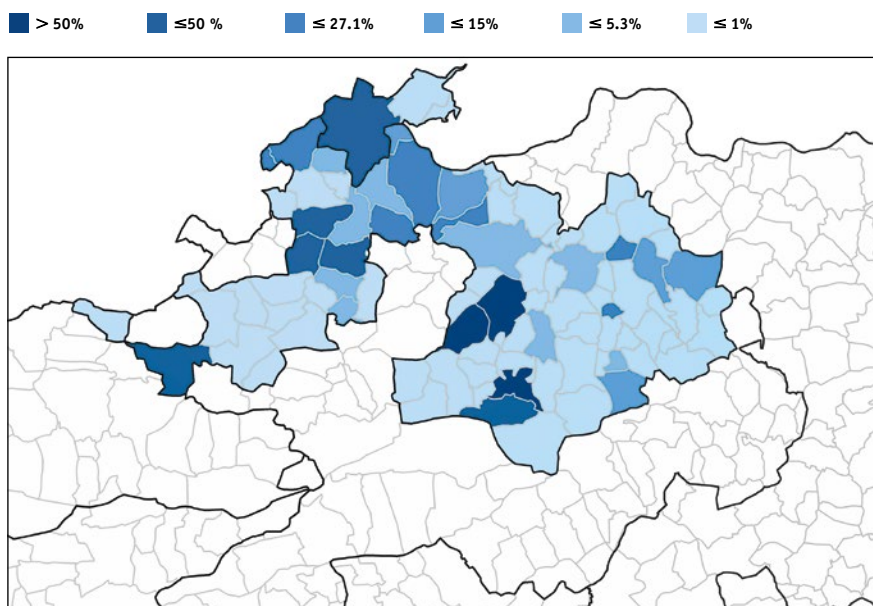 > 50% ≤50 % ≤ 27.1% ≤ 15% ≤ 5.3% ≤ 1%